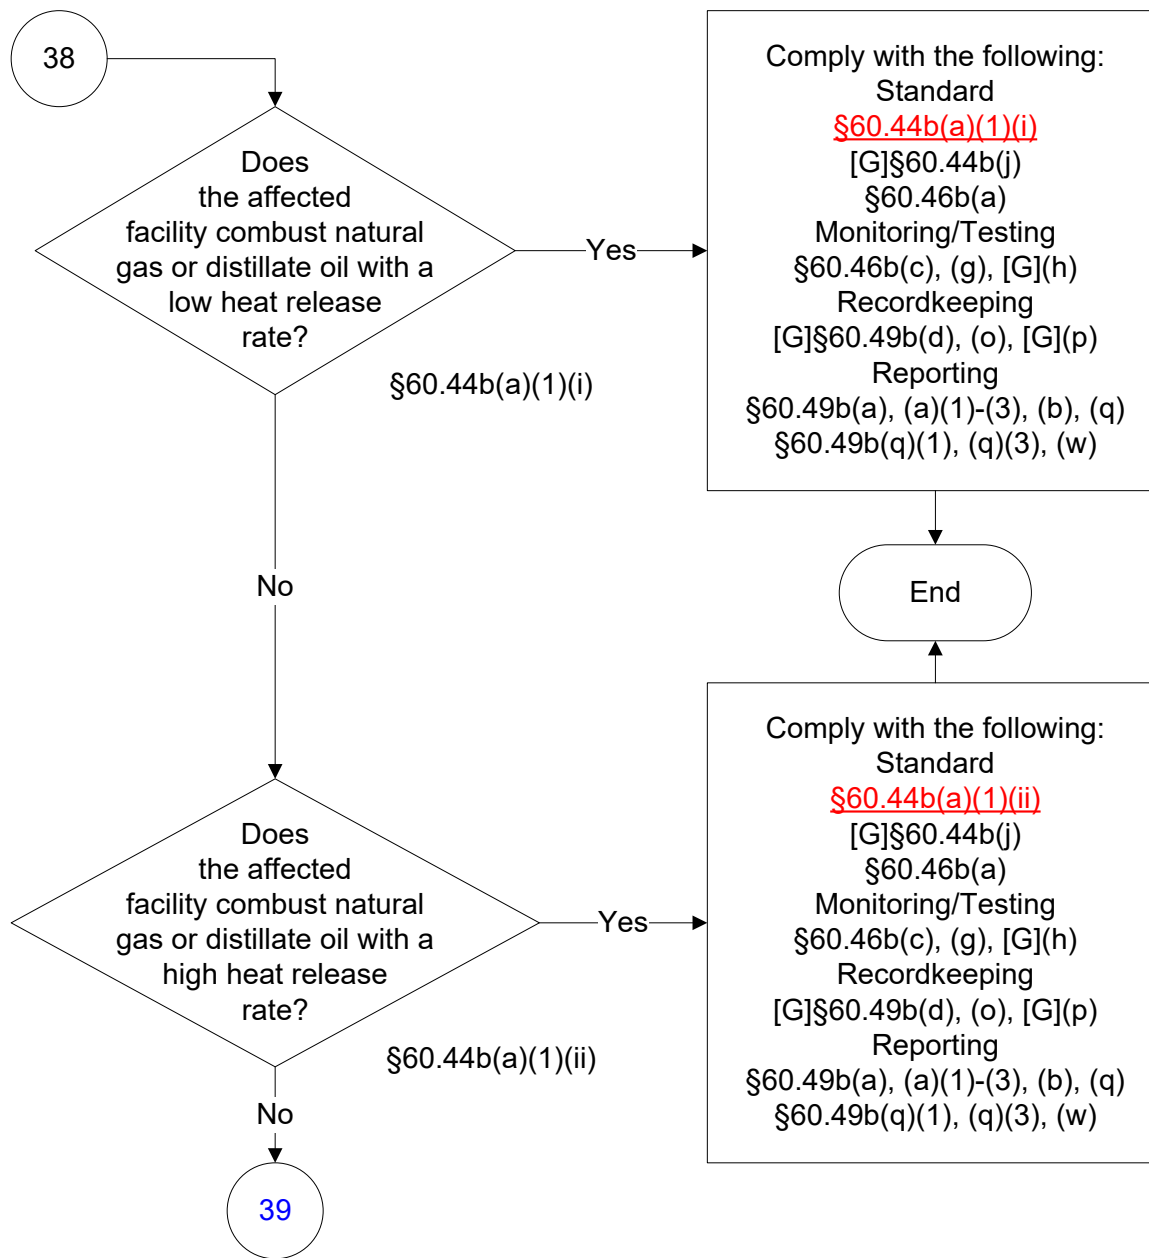 38
Does
the affected
facility combust natural
gas or distillate oil with a
low heat release
rate?
§60.44b(a)(1)(i)
Yes
Comply with the following:
Standard
§60.44b(a)(1)(i)
[G]§60.44b(j)
§60.46b(a)
Monitoring/Testing
§60.46b(c), (g), [G](h)
Recordkeeping
[G]§60.49b(d), (o), [G](p)
Reporting
§60.49b(a), (a)(1)-(3), (b), (q)
§60.49b(q)(1), (q)(3), (w)
No
End
Does
the affected
facility combust natural
gas or distillate oil with a
high heat release
rate?
§60.44b(a)(1)(ii)
Yes
Comply with the following:
Standard
§60.44b(a)(1)(ii)
[G]§60.44b(j)
§60.46b(a)
Monitoring/Testing
§60.46b(c), (g), [G](h)
Recordkeeping
[G]§60.49b(d), (o), [G](p)
Reporting
§60.49b(a), (a)(1)-(3), (b), (q)
§60.49b(q)(1), (q)(3), (w)
No
39